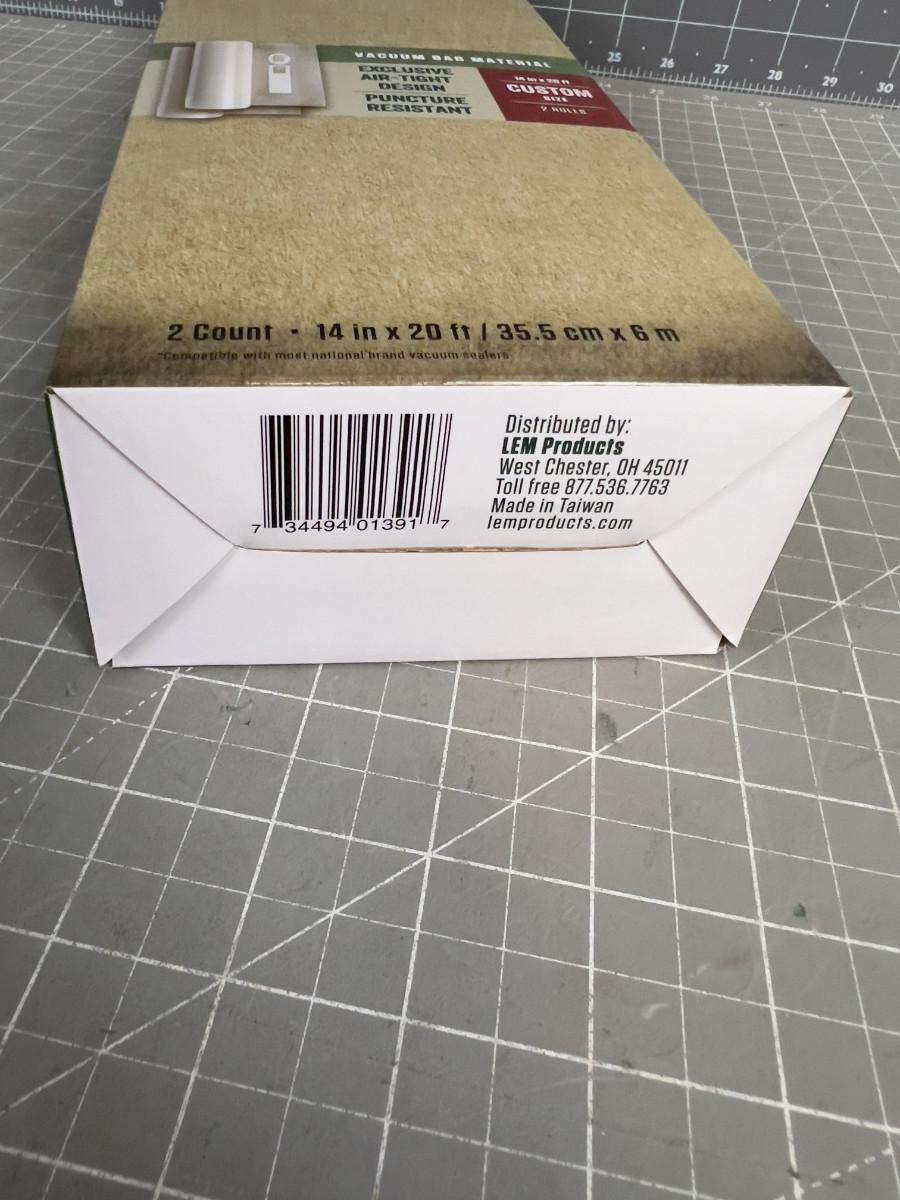 13
15
25
26
27
28
29
30
VACUUM BAG MATERIAL
EXCLUSIVE
AIR-TIGHT
DESIGN
PUNCTURE
RESISTANT
14 in x 20 ft
CUSTOM
SIZE
2 ROLLS
2 Count • 14 in x 20 ft / 35.5 cm x 6 m
*Compatible with most national brand vacuum sealers
7 34494 01391 7
Distributed by:
LEM Products
West Chester, OH 45011
Toll free 877.536.7763
Made in Taiwan
lemproducts.com